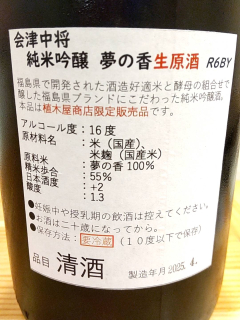 会津中将
純米吟醸 夢の香生原酒 R6BY
福島県で開発された酒造好適米と酵母の組合せで
醸した福島県ブランドにこだわった純米吟醸酒。
本品は植木屋商店限定販売品です。
アルコール度：16度
原材料名：米（国産）、
米麹（国産米）
原料米：夢の香100％
精米歩合：55％
日本酒度：+2
酸度：1.3
●妊娠中や授乳期の飲酒は控えてください。
●お酒は二十歳になってから。
●保存方法：要冷蔵（10度以下で保存）
品目 清酒 製造年月 2025.4.